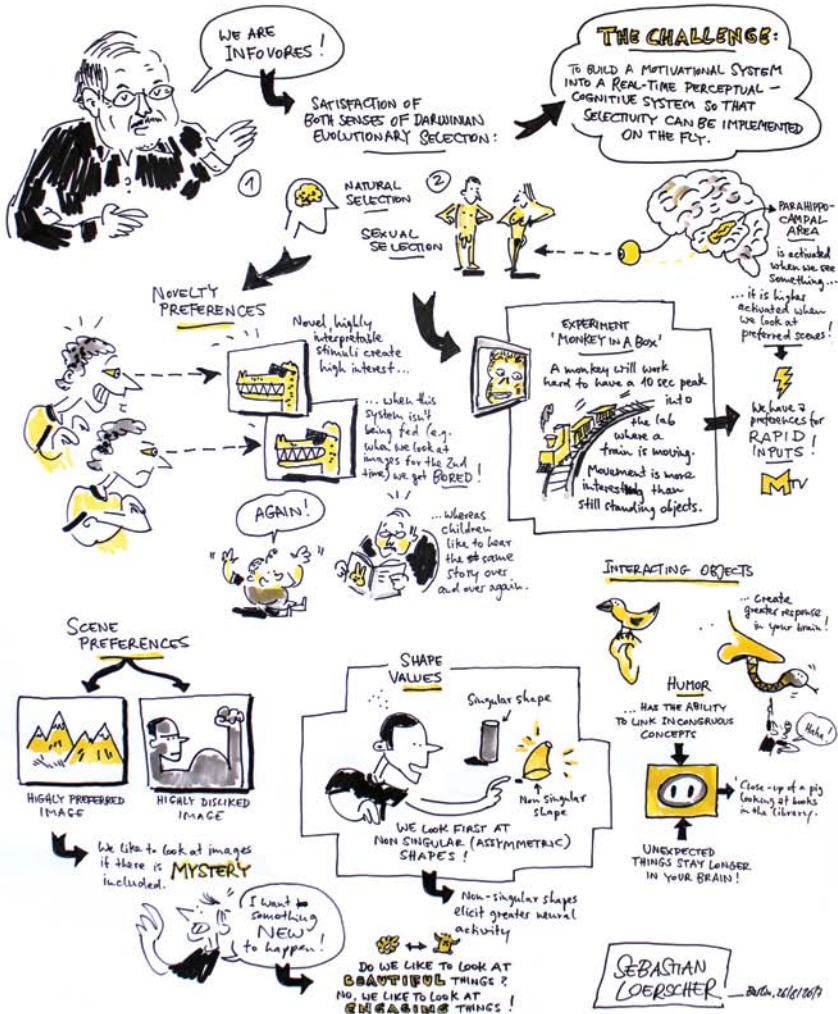 WE ARE
INFOVORES!
THE CHALLENGE:
TO BUILD A MOTIVATIONAL SYSTEM
INTO A REAL-TIME PERCEPTUAL –
COGNITIVE SYSTEM SO THAT
SELECTIVITY CAN BE IMPLEMENTED
ON THE FLY.
SATISFACTION OF
BOTH SENSES OF DARWINIAN
EVOLUTIONARY SELECTION:
1
NATURAL
SELECTION
2
SEXUAL
SELECTION
PARAHIPPO-
CAMPAL
AREA
is activated
when we see
something...
... it is higher
activated when
we look at
preferred scenes!
We have
preferences for
RAPID
INPUTS!
MTV
NOVELTY
PREFERENCES
Novel, highly
interpretable
stimuli create
high interest...
... when this
system isn't
being fed (e.g.
when we look at
images for the 2nd
time) we get BORED!
AGAIN!
...whereas
children
like to hear
the same
story over
and over again.
EXPERIMENT
'MONKEY IN A BOX'
A monkey will work
hard to have a 10 sec peak
into
the lab
where a
train is moving.
Movement is more
interesting than
still standing objects.
INTERACTING OBJECTS
... create
greater response
in your brain!
Haha!
HUMOR
... HAS THE ABILITY
TO LINK INCONGRUOUS
CONCEPTS
'Close-up of a pig
looking at books
in the library.
UNEXPECTED
THINGS STAY LONGER
IN YOUR BRAIN!
SCENE
PREFERENCES
HIGHLY PREFERRED
IMAGE
HIGHLY DISLIKED
IMAGE
We like to look at images
if there is MYSTERY
included.
I want
something
NEW
to happen!
SHAPE
VALUES
Singular shape
Non singular
shape
WE LOOK FIRST AT
NON SINGULAR (ASSYMMETRIC)
SHAPES!
Non-singular shapes
elicit greater neural
activity
DO WE LIKE TO LOOK AT
BEAUTIFUL THINGS?
NO, WE LIKE TO LOOK AT
ENGAGING THINGS!
SEBASTIAN
LOERSCHER
Berlin,